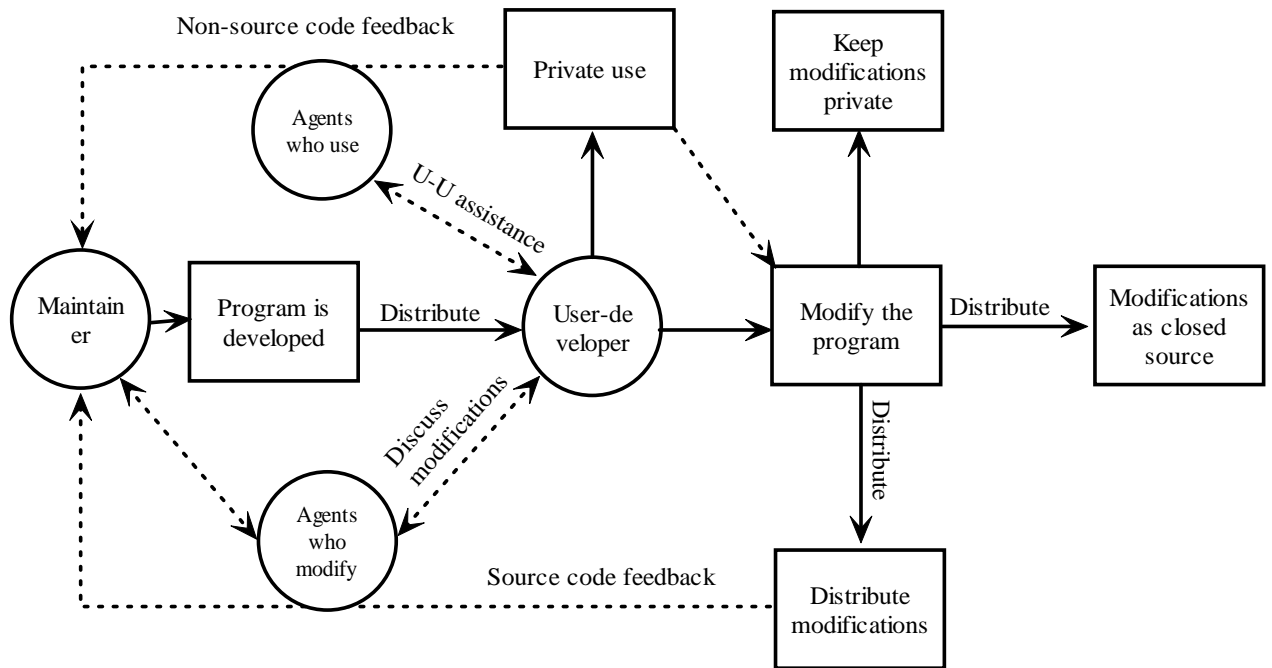 Non-source code feedback
Private use
Keep
modifications
private
Agents
who use
U-U assistance
Maintain
er
Program is
developed
Distribute
User-de
veloper
Modify the
program
Distribute
Modifications
as closed
source
Discuss
modifications
Distribute
Agents
who
modify
Source code feedback
Distribute
modifications